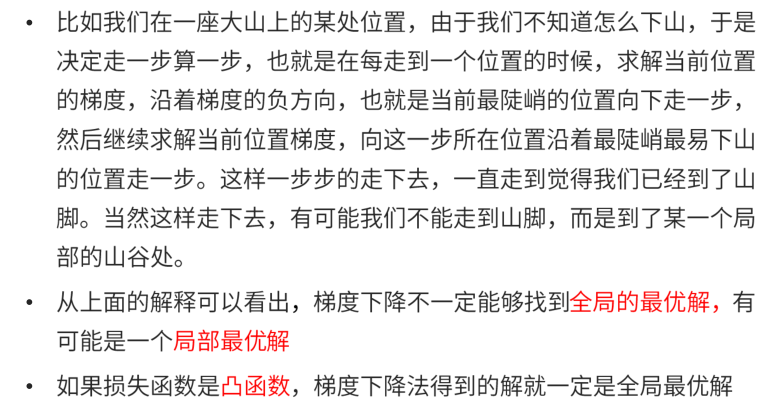 • 比如我们在一座大山上的某处位置，由于我们不知道怎么下山，于是
决定走一步算一步，也就是在每走到一个位置的时候，求解当前位置
的梯度，沿着梯度的负方向，也就是当前最陡峭的位置向下走一步，
然后继续求解当前位置梯度，向这一步所在位置沿着最陡峭最易下山
的位置走一步。这样一步步的走下去，一直走到觉得我们已经到了山
脚。当然这样走下去，有可能我们不能走到山脚，而是到了某一个局
部的山谷处。
• 从上面的解释可以看出，梯度下降不一定能够找到全局的最优解，有
可能是一个局部最优解
• 如果损失函数是凸函数，梯度下降法得到的解就一定是全局最优解